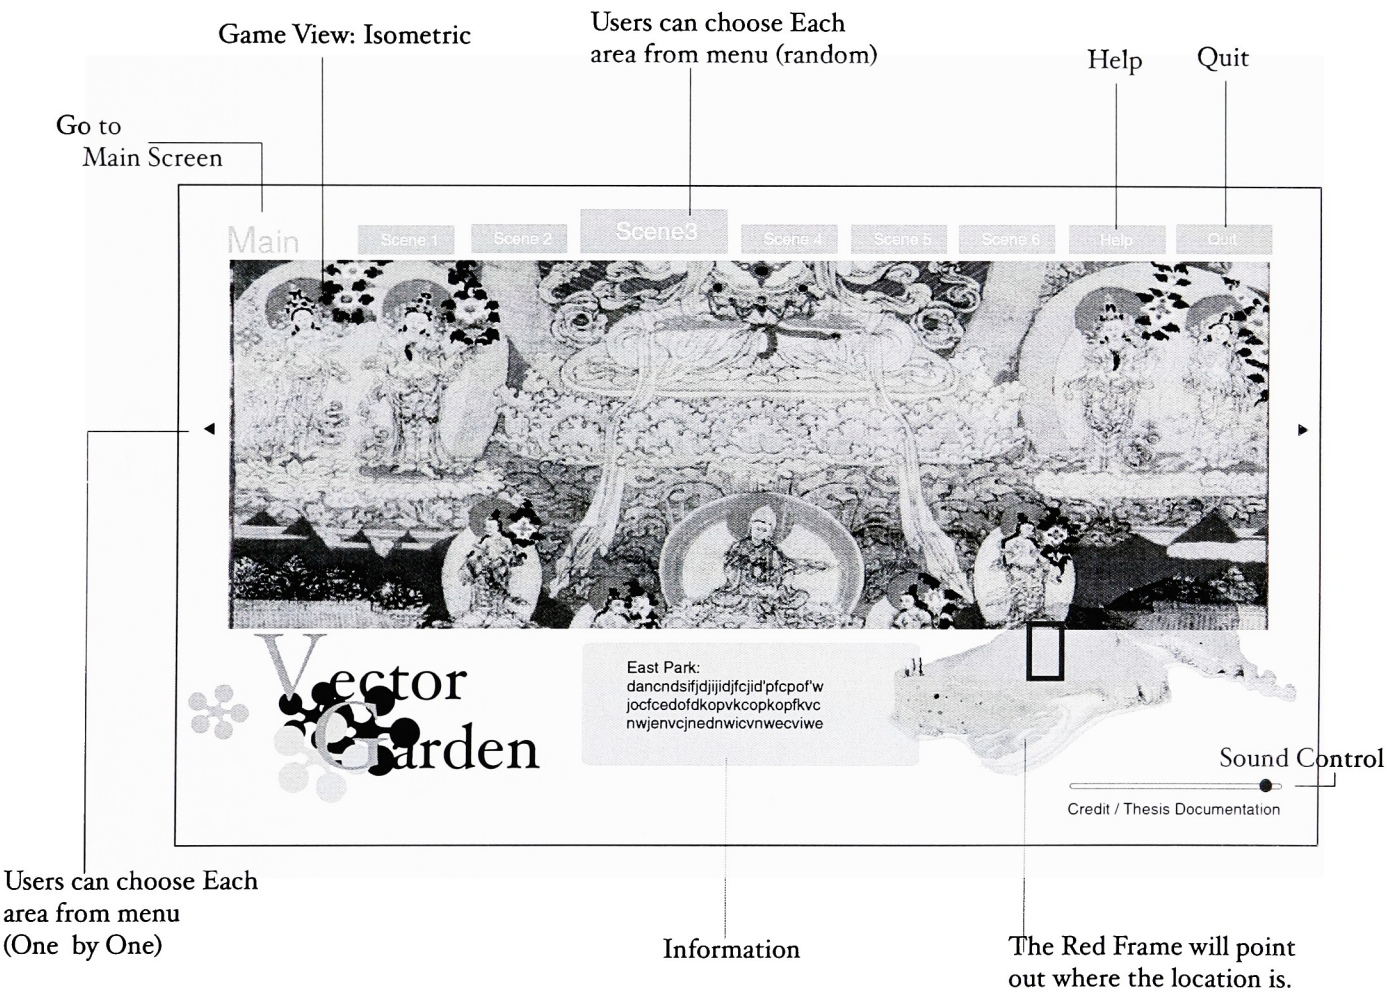 Game View: Isometric
Users can choose Each
area from menu (random)
Help
Quit
Go to
Main Screen
Main
Scene 1
Scene 2
Scene3
Scene 4
Scene 5
Scene 6
Help
Quit
Vector
Garden
East Park:
dancndsifjdjijidjfcjid'pfcpof'w
jocfcedofdkopvkcopkopfkvc
nwjenvcjnednwicvnwecviwe
Sound Control
Credit / Thesis Documentation
Users can choose Each
area from menu
(One by One)
Information
The Red Frame will point
out where the location is.